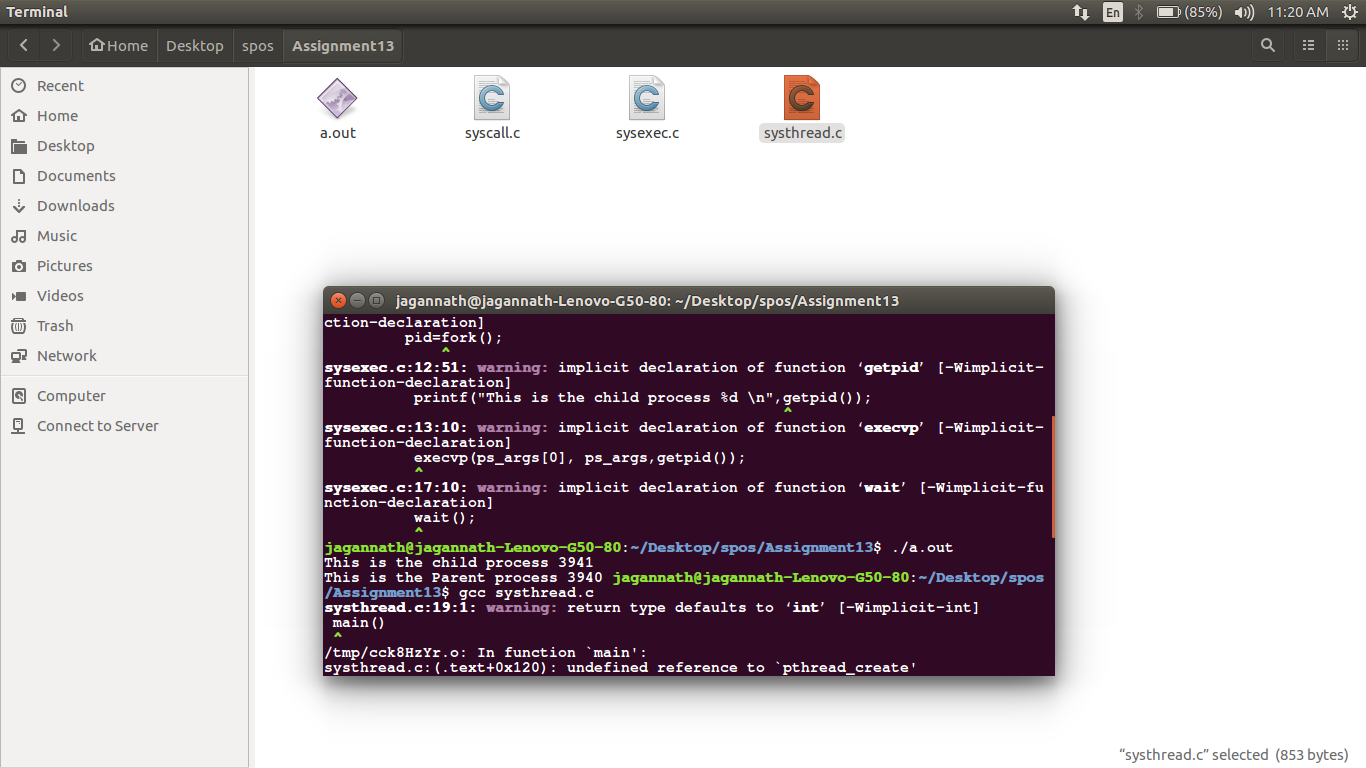 Terminal
En
(85%)
11:20 AM
Home
Desktop
spos
Assignment13
Recent
Home
Desktop
Documents
Downloads
Music
Pictures
Videos
Trash
Network
Computer
Connect to Server
a.out
syscall.c
sysexec.c
systhread.c
jagannath@jagannath-Lenovo-G50-80: ~/Desktop/spos/Assignment13
ction-declaration]
pid=fork();
^
sysexec.c:12:51: warning: implicit declaration of function ‘getpid’ [-Wimplicit-
function-declaration]
printf("This is the child process %d \n",getpid());
^
sysexec.c:13:10: warning: implicit declaration of function ‘execvp’ [-Wimplicit-
function-declaration]
execvp(ps_args[0], ps_args,getpid());
^
sysexec.c:17:10: warning: implicit declaration of function ‘wait’ [-Wimplicit-fu
nction-declaration]
wait();
^
jagannath@jagannath-Lenovo-G50-80:~/Desktop/spos/Assignment13$ ./a.out
This is the child process 3941
This is the Parent process 3940 jagannath@jagannath-Lenovo-G50-80:~/Desktop/spos
/Assignment13$ gcc systhread.c
systhread.c:19:1: warning: return type defaults to ‘int’ [-Wimplicit-int]
main()
^
/tmp/cck8HzYr.o: In function `main':
systhread.c:(.text+0x120): undefined reference to `pthread_create'
“systhread.c” selected (853 bytes)